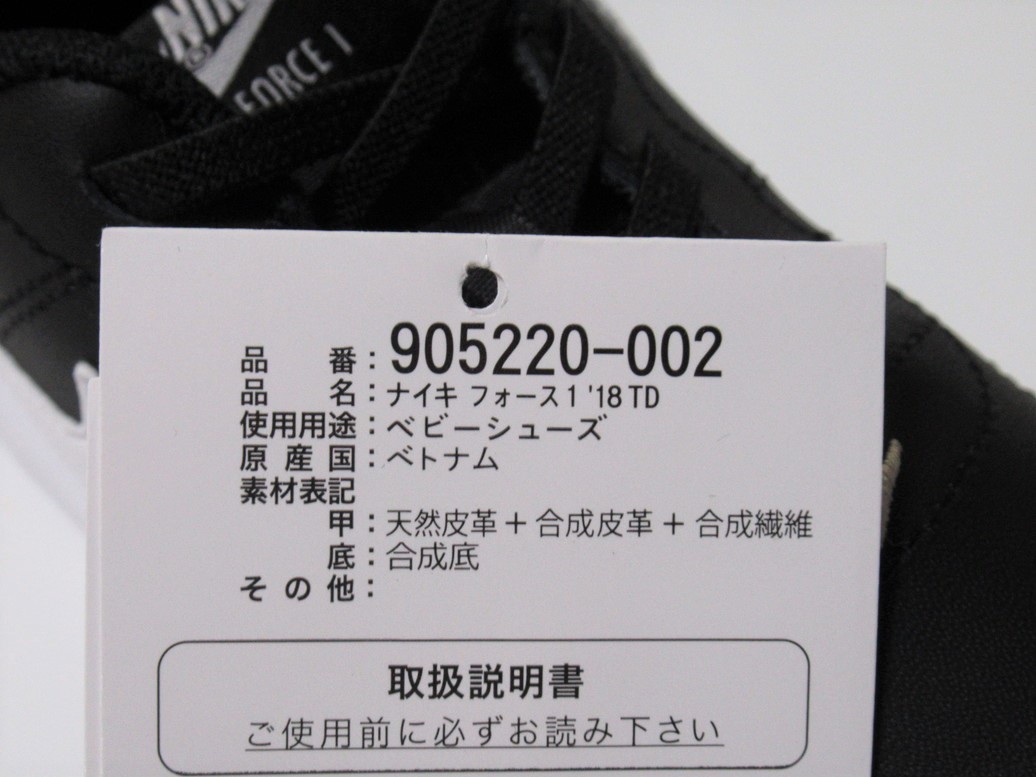 NIK
FORCE 1
品 番：905220-002
品 名：ナイキ フォース1 '18 TD
使用用途：ベビーシューズ
原産国：ベトナム
素材表記
甲：天然皮革＋合成皮革＋合成繊維
底：合成底
その他：
取扱説明書
ご使用前に必ずお読み下さい